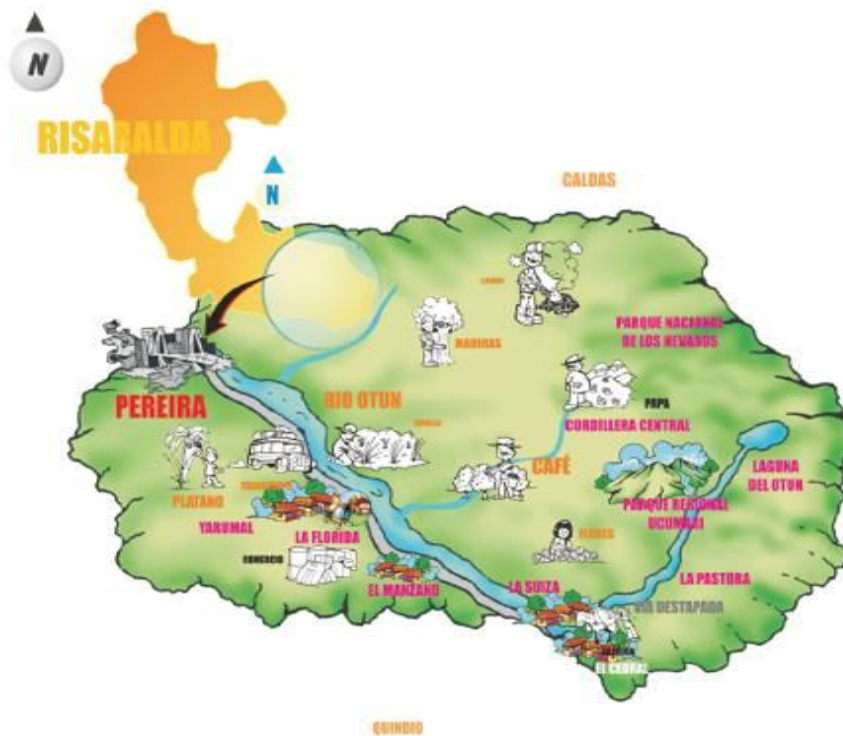 N
RISARALDA
N
CALDAS
PARQUE NACIONAL
DE LOS NEVADOS
MADERAS
PEREIRA
RIO OTUN
PAPA
CORDILLERA CENTRAL
CAFÉ
LAGUNA
DEL OTUN
PLATANO
PARQUE REGIONAL
UCUMARI
YARUMAL
LA FLORIDA
FLORES
COMERCIO
EL MANZANO
LA SUIZA
LA PASTORA
VIA DESTAPADA
EL CEDRAL
QUINDIO